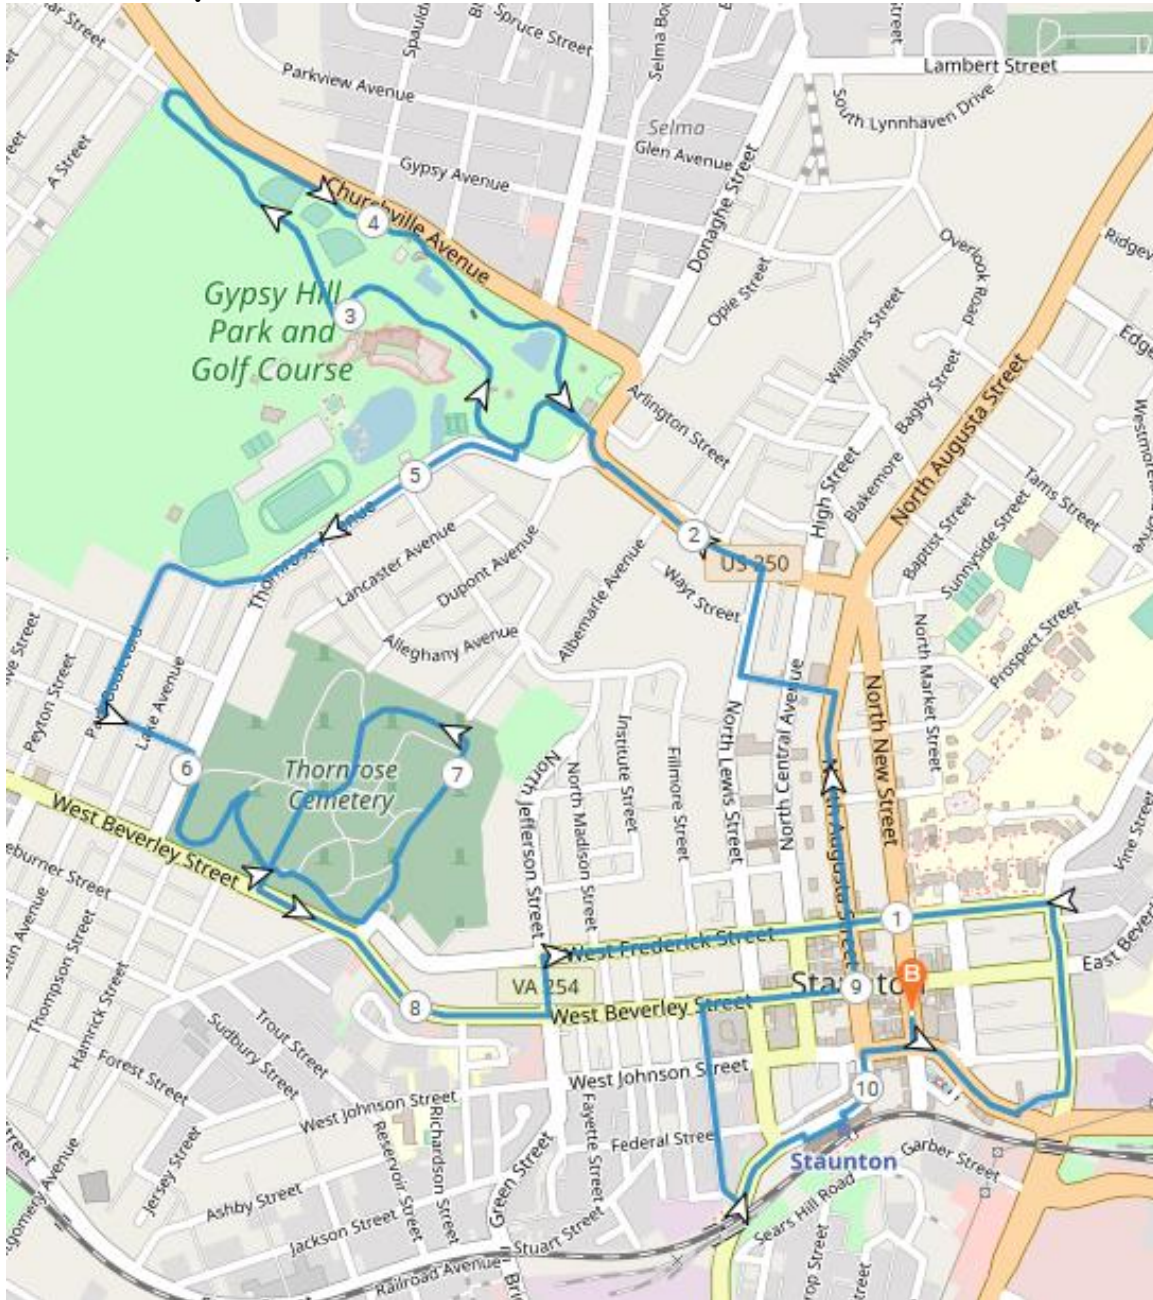 Spruce Street
Lambert Street
Parkview Avenue
South Lynnhaven Drive
Selma
Glen Avenue
A Street
Gypsy Avenue
Donaghe Street
Churchville Avenue
4
Overlook Road
Opie Street
Gypsy Hill
Park and
Golf Course
3
Williams Street
Bagby Street
North Augusta Street
Arlington Street
High Street
Blakemore
Tams Street
5
2
US 250
Baptist Street
Sunnyside Street
Thornrose Avenue
Lancaster Avenue
Dupont Avenue
Albemarle Avenue
Wayt Street
Alleghany Avenue
North Market Street
Prospect Street
Peyton Street
Lake Avenue
6
Thornrose
Cemetery
7
North Jefferson Street
North Madison Street
Institute Street
Fillmore Street
North Lewis Street
North Central Avenue
North New Street
Vine Street
West Beverley Street
North Augusta Street
1
West Frederick Street
East Bever
VA 254
Staunton
B
9
8
West Beverley Street
Thompson Street
Hamrick Street
Forest Street
Sudbury Street
Trout Street
West Johnson Street
West Johnson Street
10
Reservoir Street
Richardson Street
Green Street
Fayette Street
Federal Street
Staunton
Garber Street
Jersey Street
Ashby Street
Jackson Street
Stuart Street
Sears Hill Road
Railroad Avenue